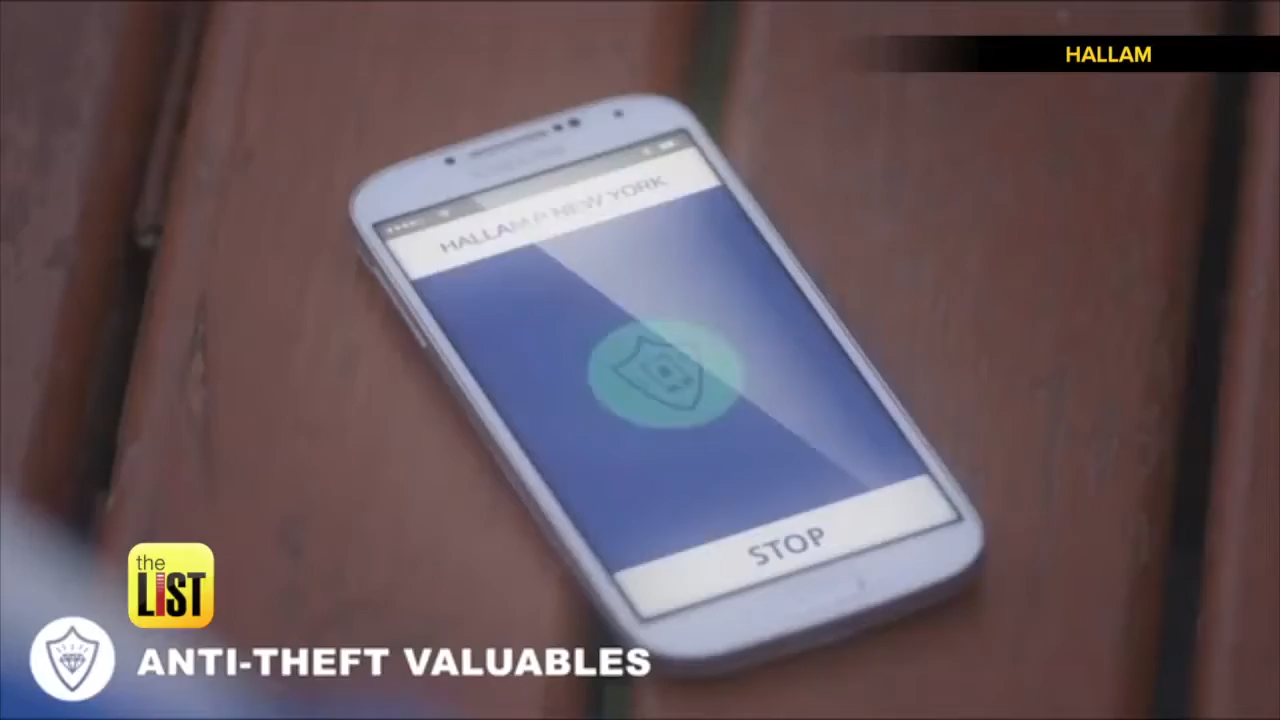 HALLAM
HALLAM P NEW YORK
STOP
the
LiST
ANTI-THEFT VALUABLES